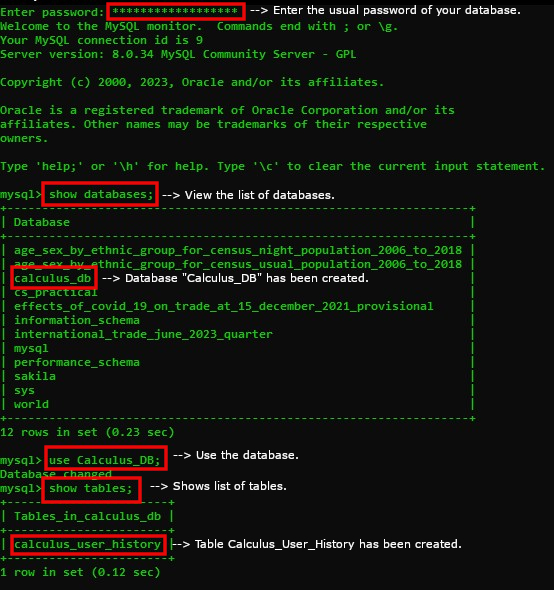 Enter password: ****************** --> Enter the usual password of your database.
Welcome to the MySQL monitor.  Commands end with ; or \g.
Your MySQL connection id is 9
Server version: 8.0.34 MySQL Community Server - GPL
Copyright (c) 2000, 2023, Oracle and/or its affiliates.
Oracle is a registered trademark of Oracle Corporation and/or its
affiliates. Other names may be trademarks of their respective
owners.
Type 'help;' or '\h' for help. Type '\c' to clear the current input statement.
mysql> show databases; --> View the list of databases.
+------------------------------------------------------------------+
| Database                                                         |
+------------------------------------------------------------------+
| age_sex_by_ethnic_group_for_census_night_population_2006_to_2018 |
| age_sex_by_ethnic_group_for_census_usual_population_2006_to_2018 |
| calculus_db --> Database "Calculus_DB" has been created. |
| cs_practical |
| effects_of_covid_19_on_trade_at_15_december_2021_provisional |
| information_schema |
| international_trade_june_2023_quarter |
| mysql |
| performance_schema |
| sakila |
| sys |
| world |
+------------------------------------------------------------------+
12 rows in set (0.23 sec)
mysql> use Calculus_DB; --> Use the database.
Database changed
mysql> show tables; --> Shows list of tables.
+-----------------------+
| Tables_in_calculus_db |
+-----------------------+
| calculus_user_history | --> Table Calculus_User_History has been created.
+-----------------------+
1 row in set (0.12 sec)